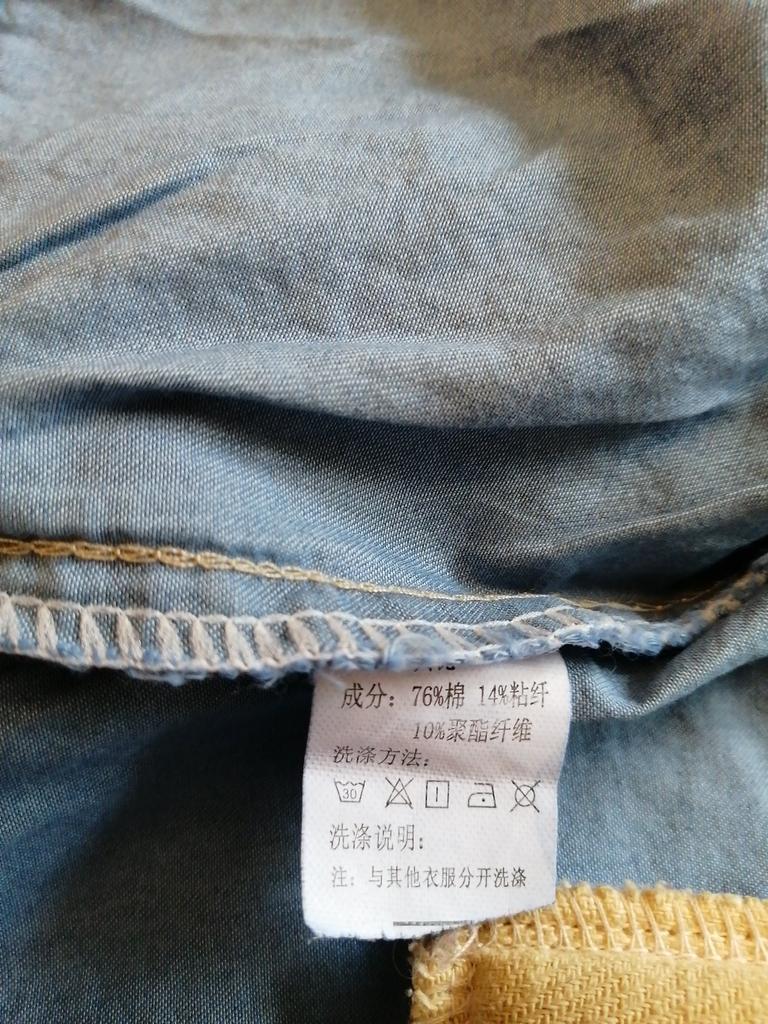 成分：76%棉 14%粘纤
10%聚酯纤维
洗涤方法：
30
洗涤说明：
注：与其他衣服分开洗涤